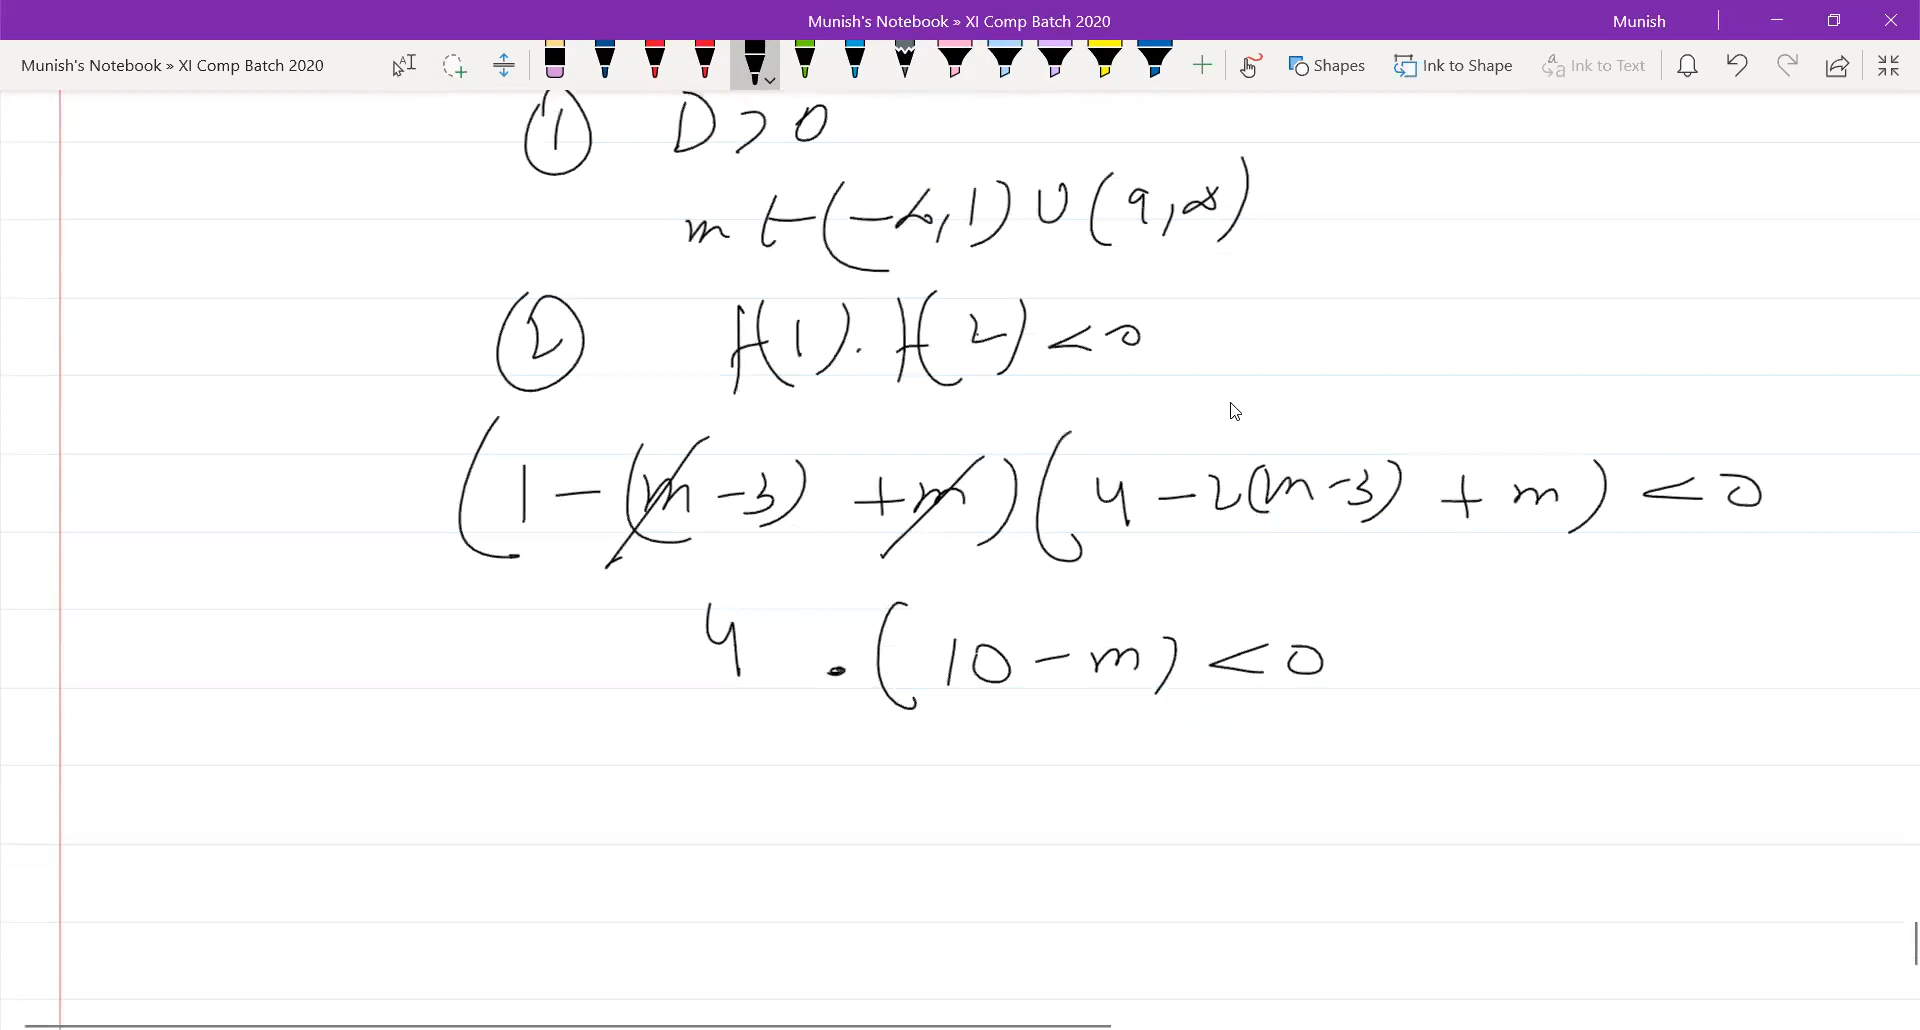 Munish's Notebook » XI Comp Batch 2020
Munish
Munish's Notebook » XI Comp Batch 2020
Shapes
Ink to Shape
Ink to Text
① D > 0
m ∈ (-∞, 1) ∪ (9, ∞)
② f(1). f(2) < 0
(1 - (m - 3) + m) (4 - 2(m - 3) + m) < 0
4 . (10 - m) < 0